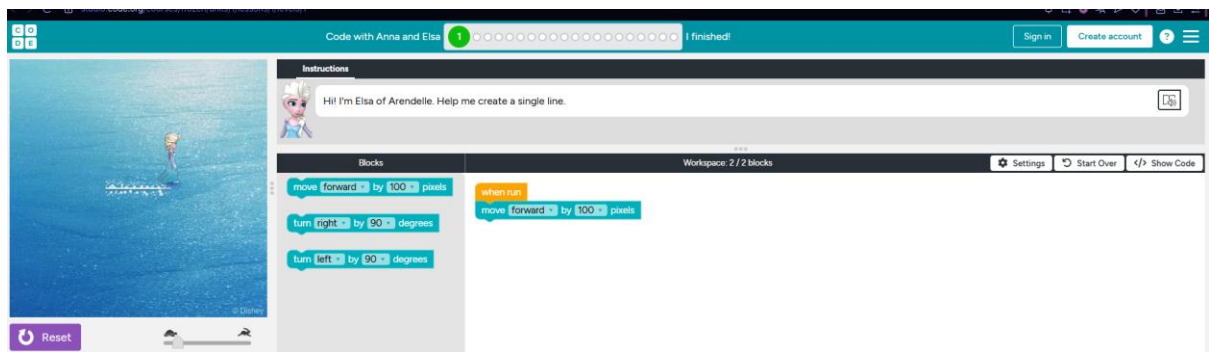 CODE
Code with Anna and Elsa 1 I finished!
Sign in
Create account
?
Instructions
Hi! I'm Elsa of Arendelle. Help me create a single line.
Blocks
Workspace: 2 / 2 blocks
Settings
Start Over
</> Show Code
move forward by 100 pixels
turn right by 90 degrees
turn left by 90 degrees
when run
move forward by 100 pixels
© Disney
Reset